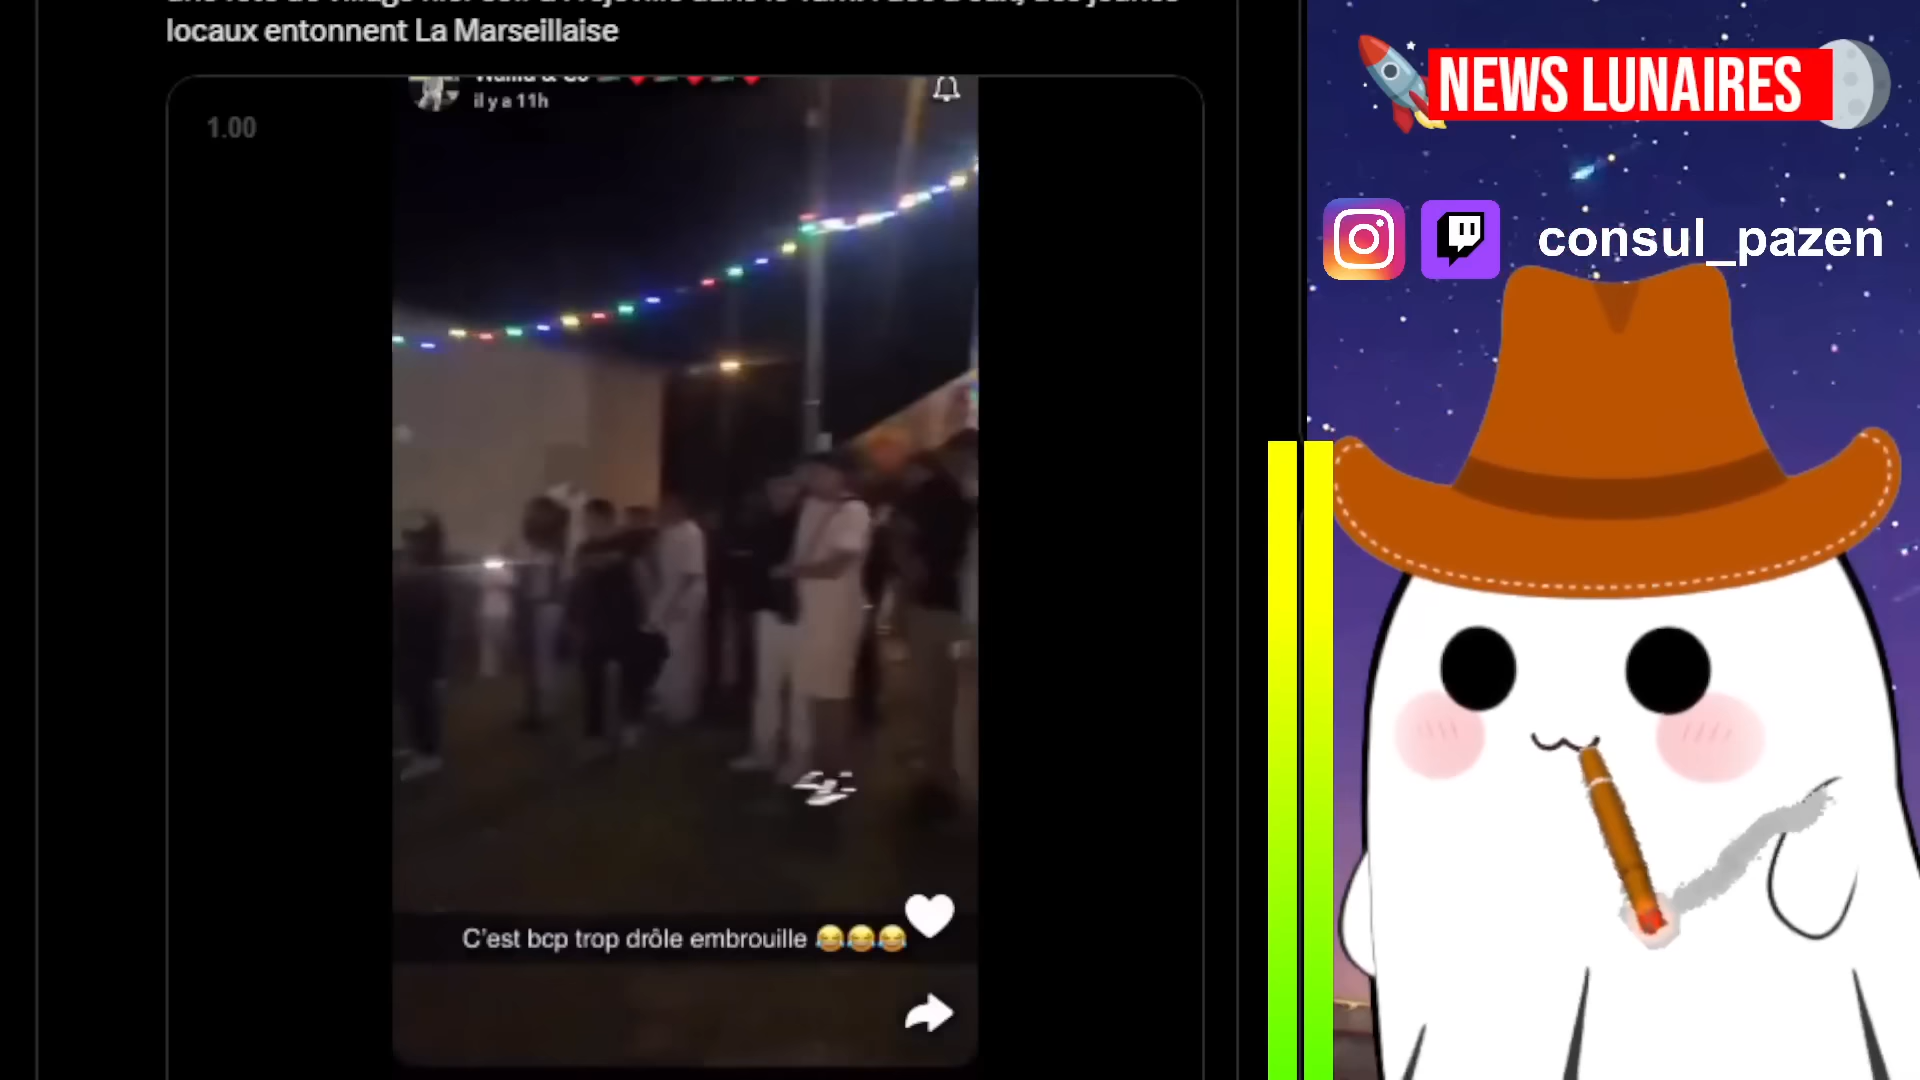 locaux entonnent La Marseillaise
il y a 11h
1.00
C'est bcp trop drôle embrouille 😂😂😂
NEWS LUNAIRES
consul_pazen